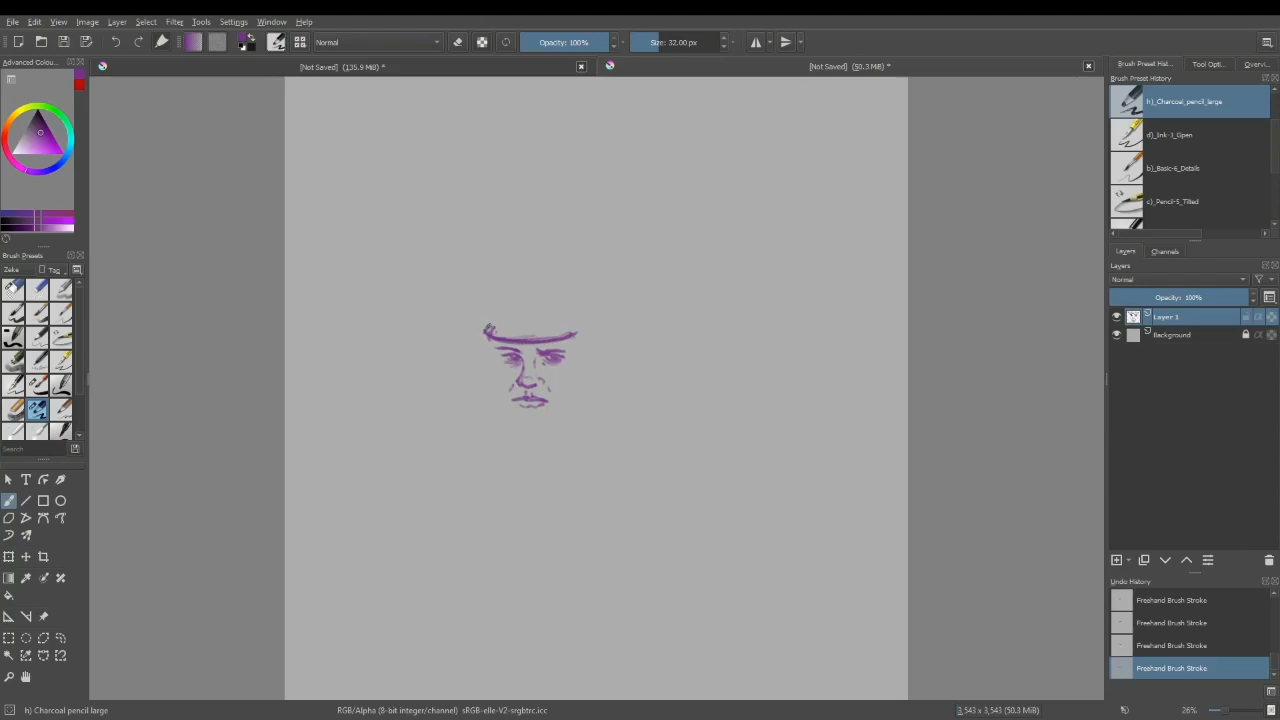 File Edit View Image Layer Select Filter Tools Settings Window Help
Normal Opacity: 100% Size: 32.00 px
Advanced Colou...
[Not Saved] (135.9 MiB) *
[Not Saved] (50.3 MiB) *
Brush Preset Hist... Tool Opti... Overvi...
Brush Preset History
h)_Charcoal_pencil_large
d)_Ink-3_Gpen
b)_Basic-6_Details
c)_Pencil-5_Tilted
Brush Presets
Zeke Tag
Search
Layers Channels
Layers
Normal
Opacity: 100%
Layer 1
Background
Undo History
Freehand Brush Stroke
Freehand Brush Stroke
Freehand Brush Stroke
Freehand Brush Stroke
h) Charcoal pencil large
RGB/Alpha (8-bit integer/channel) sRGB-elle-V2-srgbtrc.icc
3,543 x 3,543 (50.3 MiB)
26%